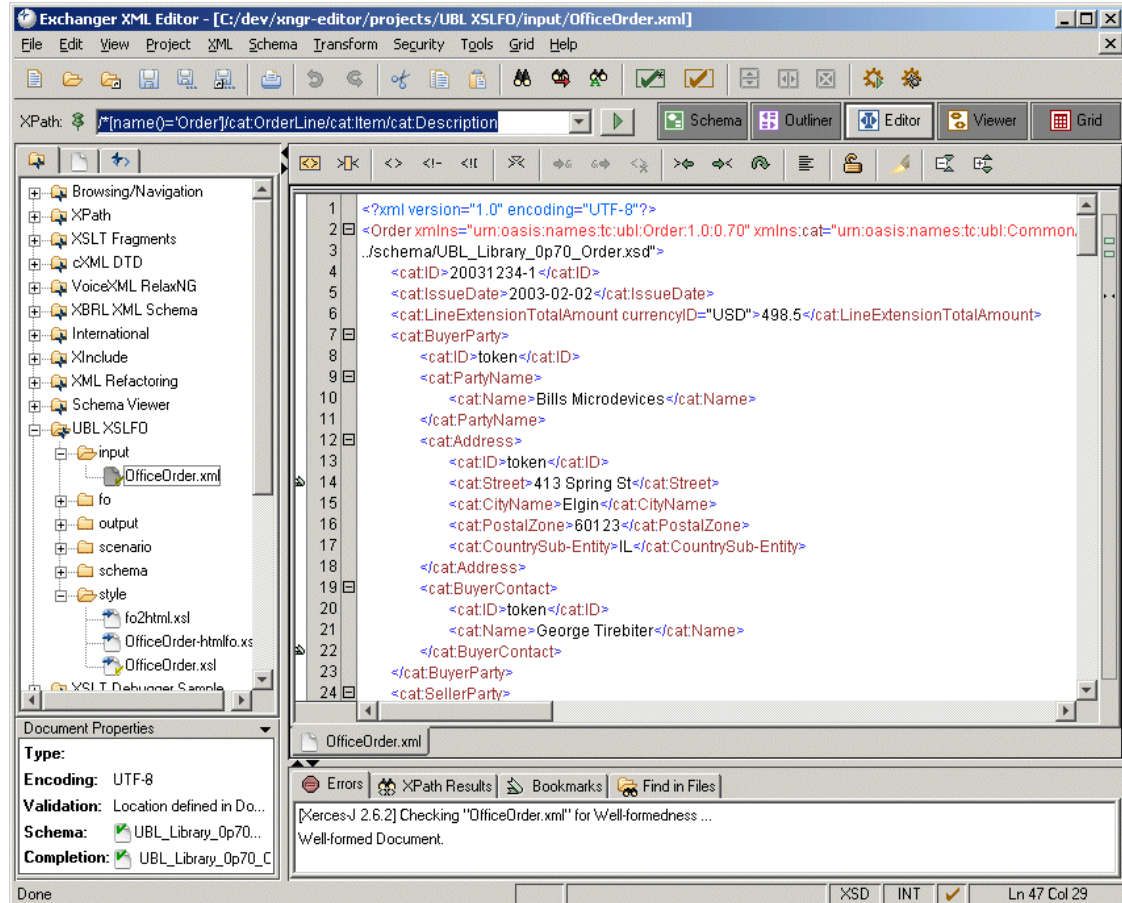 Exchanger XML Editor - [C:/dev/xngr-editor/projects/UBL XSLFO/input/OfficeOrder.xml]
File Edit View Project XML Schema Transform Security Tools Grid Help
XPath: /*[name()='Order']/cat:OrderLine/cat:Item/cat:Description
Schema Outliner Editor Viewer Grid
Browsing/Navigation
XPath
XSLT Fragments
cXML DTD
VoiceXML RelaxNG
XBRL XML Schema
International
XInclude
XML Refactoring
Schema Viewer
UBL XSLFO
input
OfficeOrder.xml
fo
output
scenario
schema
style
fo2html.xsl
OfficeOrder-htmlfo.xs
OfficeOrder.xsl
XSLT Debugger Sample
1 <?xml version="1.0" encoding="UTF-8"?>
2 <Order xmlns="urn:oasis:names:tc:ubl:Order:1.0:0.70" xmlns:cat="urn:oasis:names:tc:ubl:Common
3 ../schema/UBL_Library_0p70_Order.xsd">
4 <cat:ID>20031234-1</cat:ID>
5 <cat:IssueDate>2003-02-02</cat:IssueDate>
6 <cat:LineExtensionTotalAmount currencyID="USD">498.5</cat:LineExtensionTotalAmount>
7 <cat:BuyerParty>
8 <cat:ID>token</cat:ID>
9 <cat:PartyName>
10 <cat:Name>Bills Microdevices</cat:Name>
11 </cat:PartyName>
12 <cat:Address>
13 <cat:ID>token</cat:ID>
14 <cat:Street>413 Spring St</cat:Street>
15 <cat:CityName>Elgin</cat:CityName>
16 <cat:PostalZone>60123</cat:PostalZone>
17 <cat:CountrySub-Entity>IL</cat:CountrySub-Entity>
18 </cat:Address>
19 <cat:BuyerContact>
20 <cat:ID>token</cat:ID>
21 <cat:Name>George Tirebiter</cat:Name>
22 </cat:BuyerContact>
23 </cat:BuyerParty>
24 <cat:SellerParty>
OfficeOrder.xml
Document Properties
Type:
Encoding: UTF-8
Validation: Location defined in Do...
Schema: UBL_Library_0p70...
Completion: UBL_Library_0p70_C
Errors XPath Results Bookmarks Find in Files
[Xerces-J 2.6.2] Checking "OfficeOrder.xml" for Well-formedness ...
Well-formed Document.
Done XSD INT Ln 47 Col 29